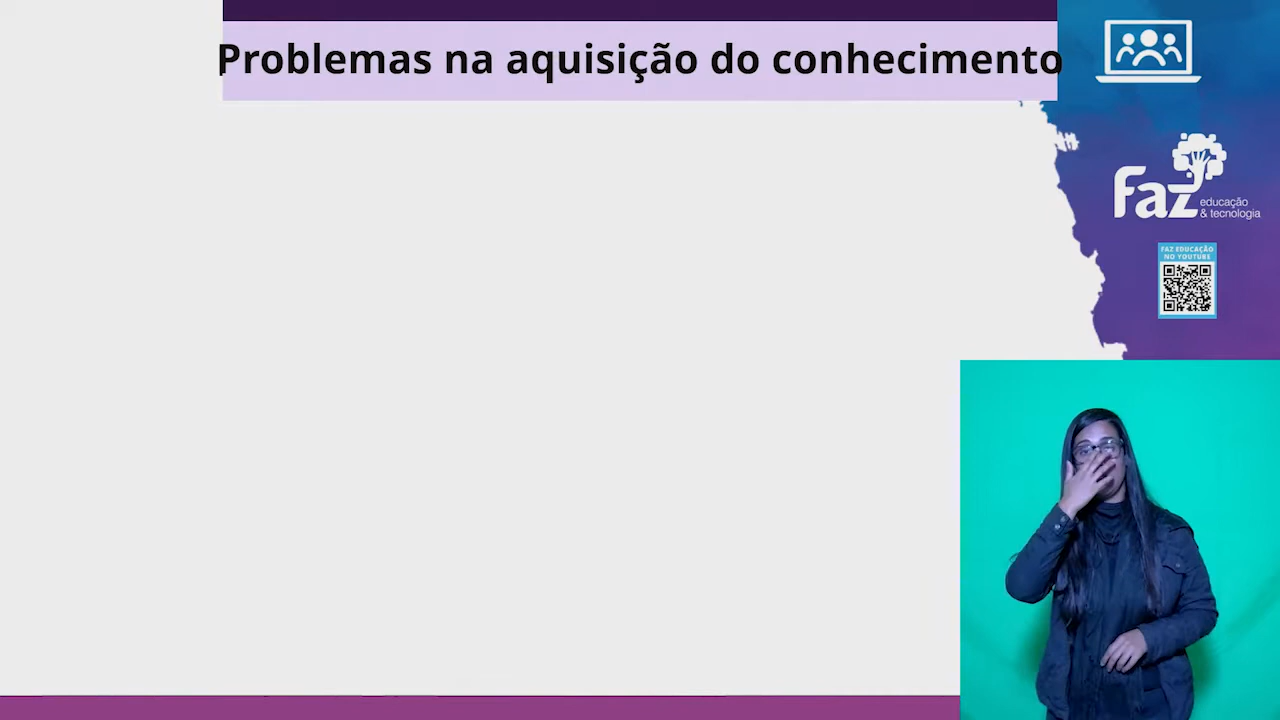 Problemas na aquisição do conhecimento
Faz
educação
& tecnologia
FAZ EDUCAÇÃO
NO YOUTUBE